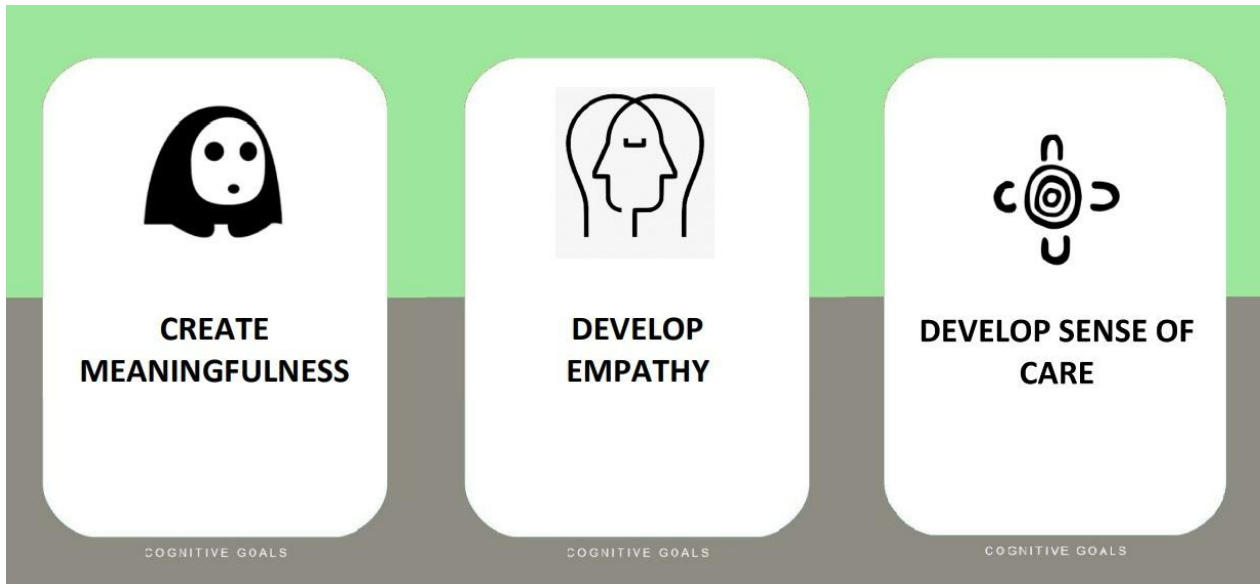 CREATE
MEANINGFULNESS
COGNITIVE GOALS
DEVELOP
EMPATHY
COGNITIVE GOALS
DEVELOP SENSE OF
CARE
COGNITIVE GOALS